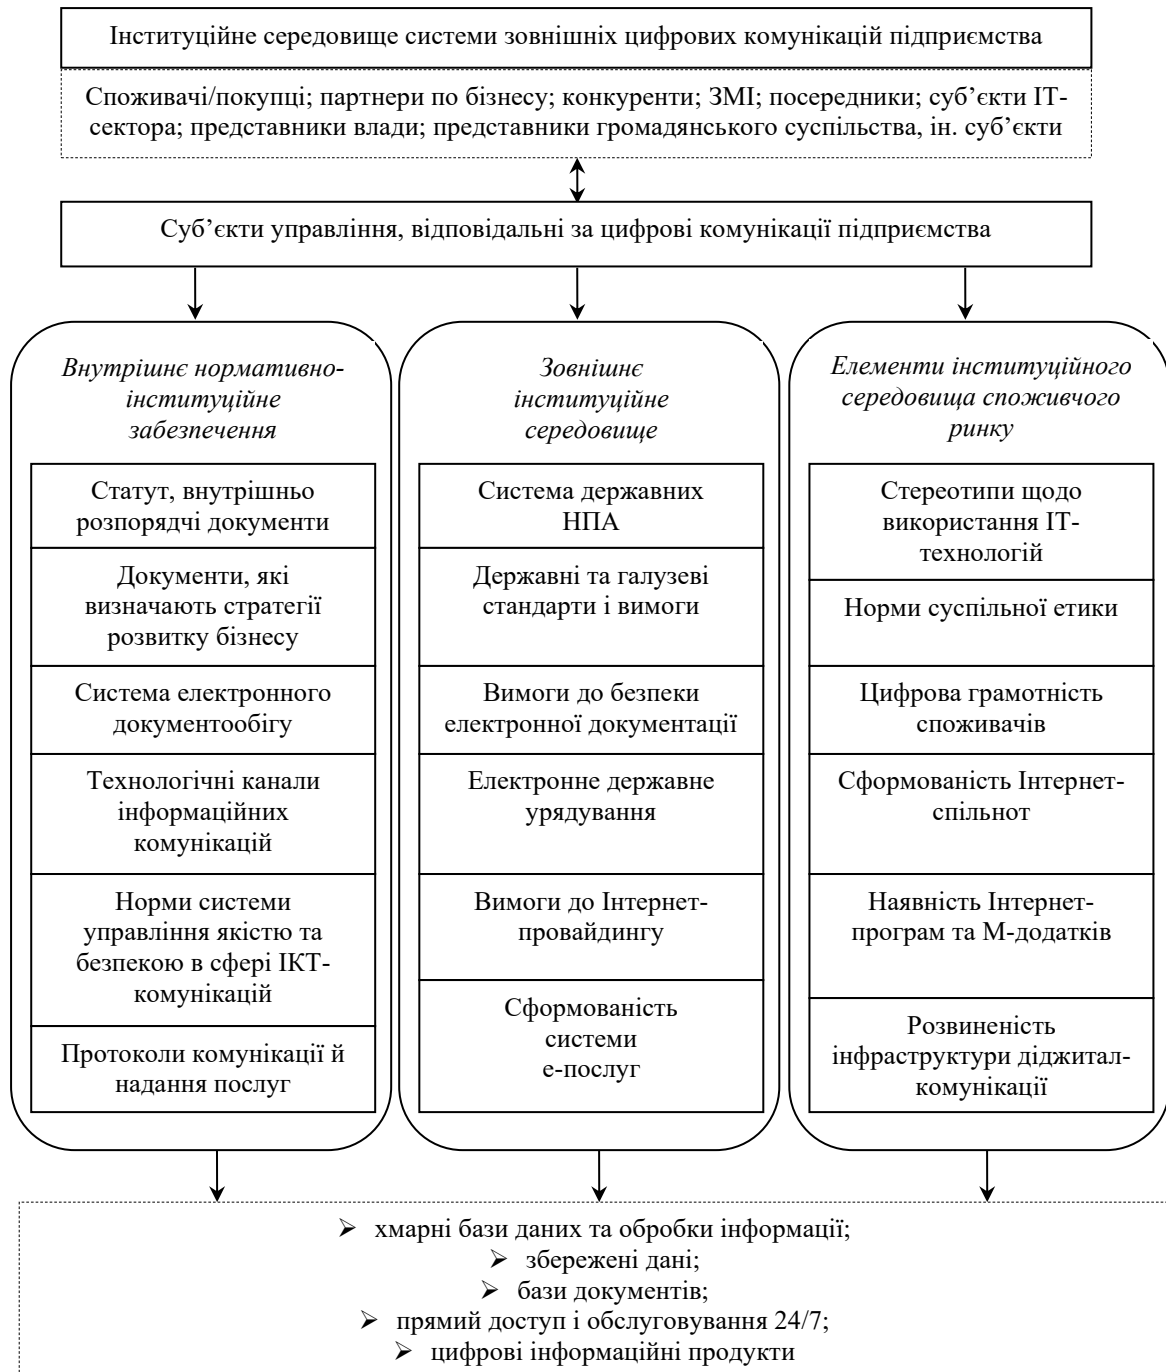 Інституційне середовище системи зовнішніх цифрових комунікацій підприємства
Споживачі/покупці; партнери по бізнесу; конкуренти; ЗМІ; посередники; суб’єкти ІТ-
сектора; представники влади; представники громадянського суспільства, ін. суб’єкти
Суб’єкти управління, відповідальні за цифрові комунікації підприємства
Внутрішнє нормативно-
інституційне
забезпечення
Статут, внутрішньо
розпорядчі документи
Документи, які
визначають стратегії
розвитку бізнесу
Система електронного
документообігу
Технологічні канали
інформаційних
комунікацій
Норми системи
управління якістю та
безпекою в сфері ІКТ-
комунікацій
Протоколи комунікації й
надання послуг
Зовнішнє
інституційне
середовище
Система державних
НПА
Державні та галузеві
стандарти і вимоги
Вимоги до безпеки
електронної документації
Електронне державне
урядування
Вимоги до Інтернет-
провайдингу
Сформованість
системи
е-послуг
Елементи інституційного
середовища споживчого
ринку
Стереотипи щодо
використання ІТ-
технологій
Норми суспільної етики
Цифрова грамотність
споживачів
Сформованість Інтернет-
спільнот
Наявність Інтернет-
програм та М-додатків
Розвиненість
інфраструктури діджитал-
комунікації
➢ хмарні бази даних та обробки інформації;
➢ збережені дані;
➢ бази документів;
➢ прямий доступ і обслуговування 24/7;
➢ цифрові інформаційні продукти